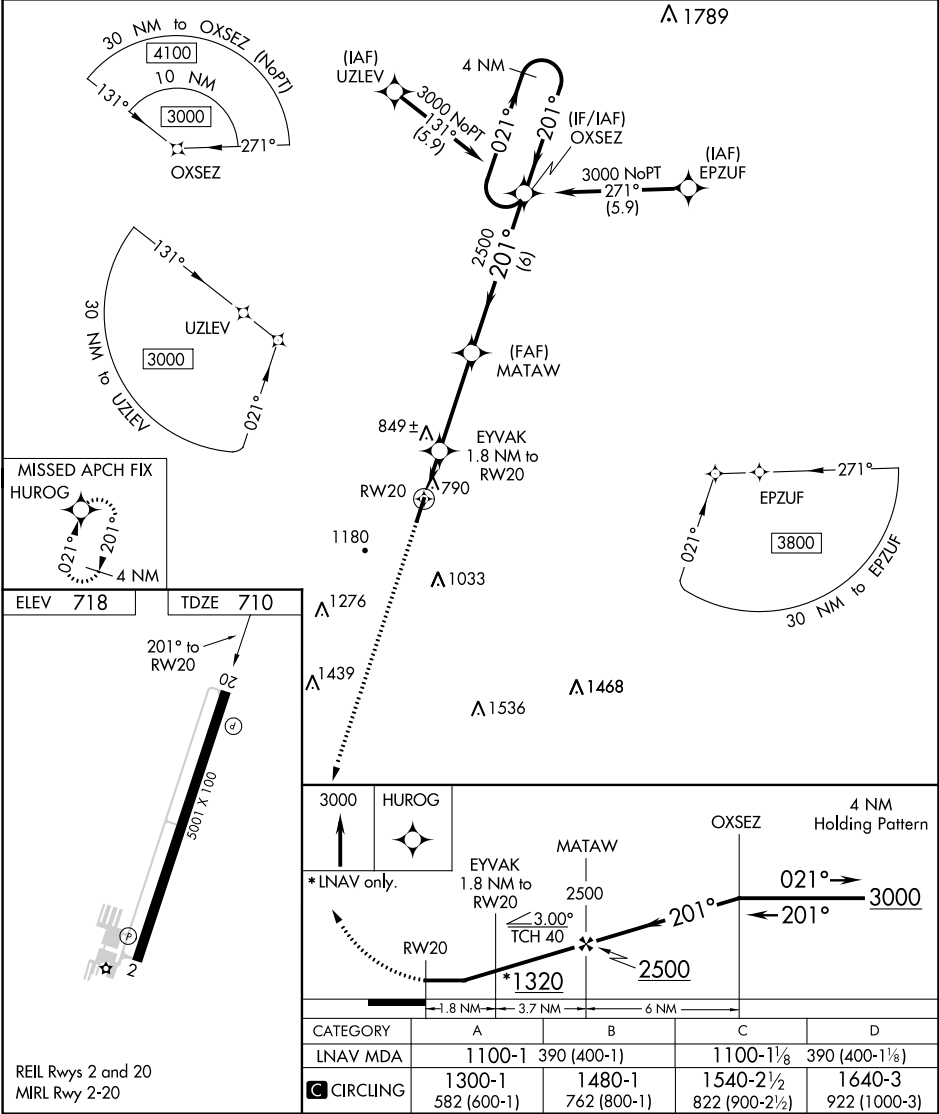 1789
30 NM to OXSEZ (NoPT)
4100
10 NM
3000
131°
271°
OXSEZ
(IAF)
UZLEV
3000 NoPT
131°
(5.9)
4 NM
021°
201°
(IF/IAF)
OXSEZ
(IAF)
EPZUF
3000 NoPT
271°
(5.9)
2500
201°
(6)
131°
UZLEV
3000
021°
30 NM to UZLEV
(FAF)
MATAW
849±
EYVAK
1.8 NM to
RW20
RW20
790
1180
1033
1276
1439
1536
1468
271°
EPZUF
021°
3800
30 NM to EPZUF
MISSED APCH FIX
HUROG
021°
201°
4 NM
ELEV 718
TDZE 710
201° to
RW20
20
P
5001 X 100
P
2
REIL Rwys 2 and 20
MIRL Rwy 2-20
3000
HUROG
*LNAV only.
RW20
EYVAK
1.8 NM to
RW20
3.00°
TCH 40
*1320
MATAW
2500
2500
201°
OXSEZ
4 NM
Holding Pattern
021°
201°
3000
1.8 NM
3.7 NM
6 NM
CATEGORY A B C D
LNAV MDA 1100-1 390 (400-1) 1100-1⅛ 390 (400-1⅛)
C CIRCLING 1300-1 1480-1 1540-2½ 1640-3
582 (600-1) 762 (800-1) 822 (900-2½) 922 (1000-3)